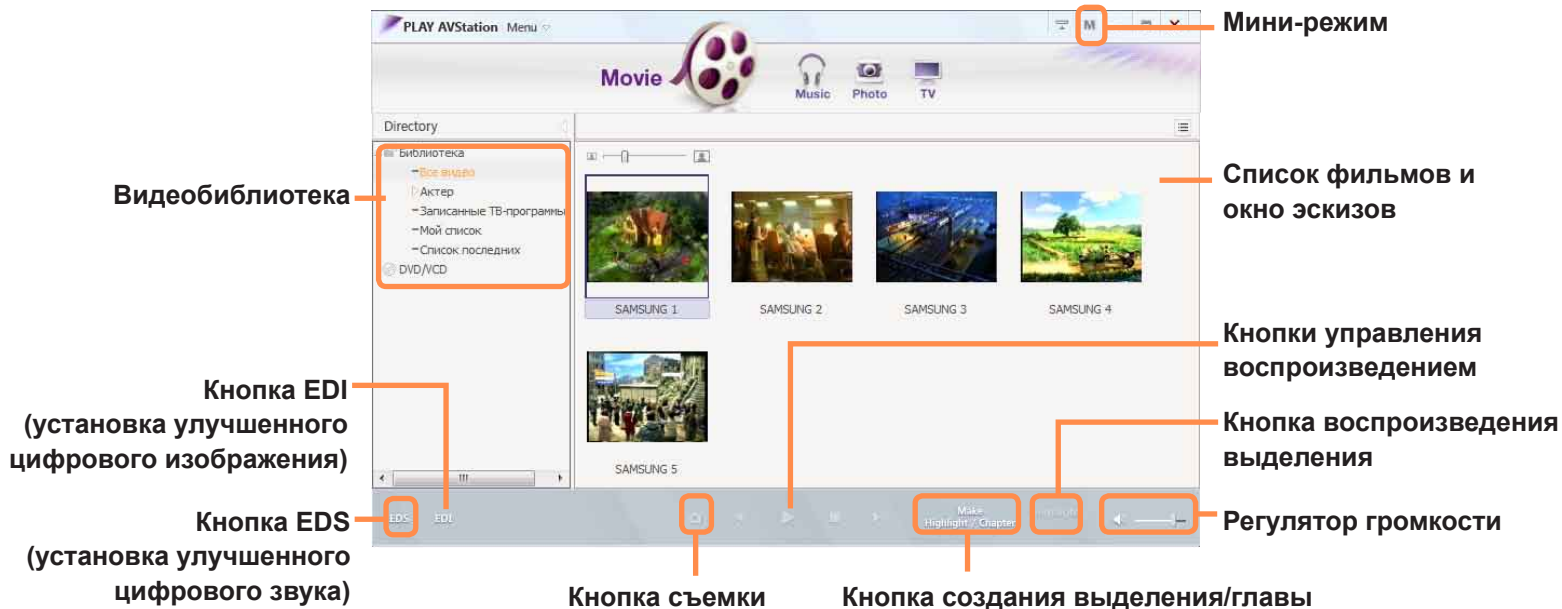 PLAY AVStation Menu
M
Мини-режим
Movie
Music
Photo
TV
Directory
Библиотека
Все видео
Актер
Записанные ТВ-программы
Мой список
Список последних
DVD/VCD
Видеобиблиотека
SAMSUNG 1
SAMSUNG 2
SAMSUNG 3
SAMSUNG 4
SAMSUNG 5
Список фильмов и
окно эскизов
Кнопки управления
воспроизведением
Кнопка воспроизведения
выделения
Регулятор громкости
Кнопка EDI
(установка улучшенного
цифрового изображения)
Кнопка EDS
(установка улучшенного
цифрового звука)
EDS
EDI
Make
Highlight / Chapter
Кнопка съемки
Кнопка создания выделения/главы